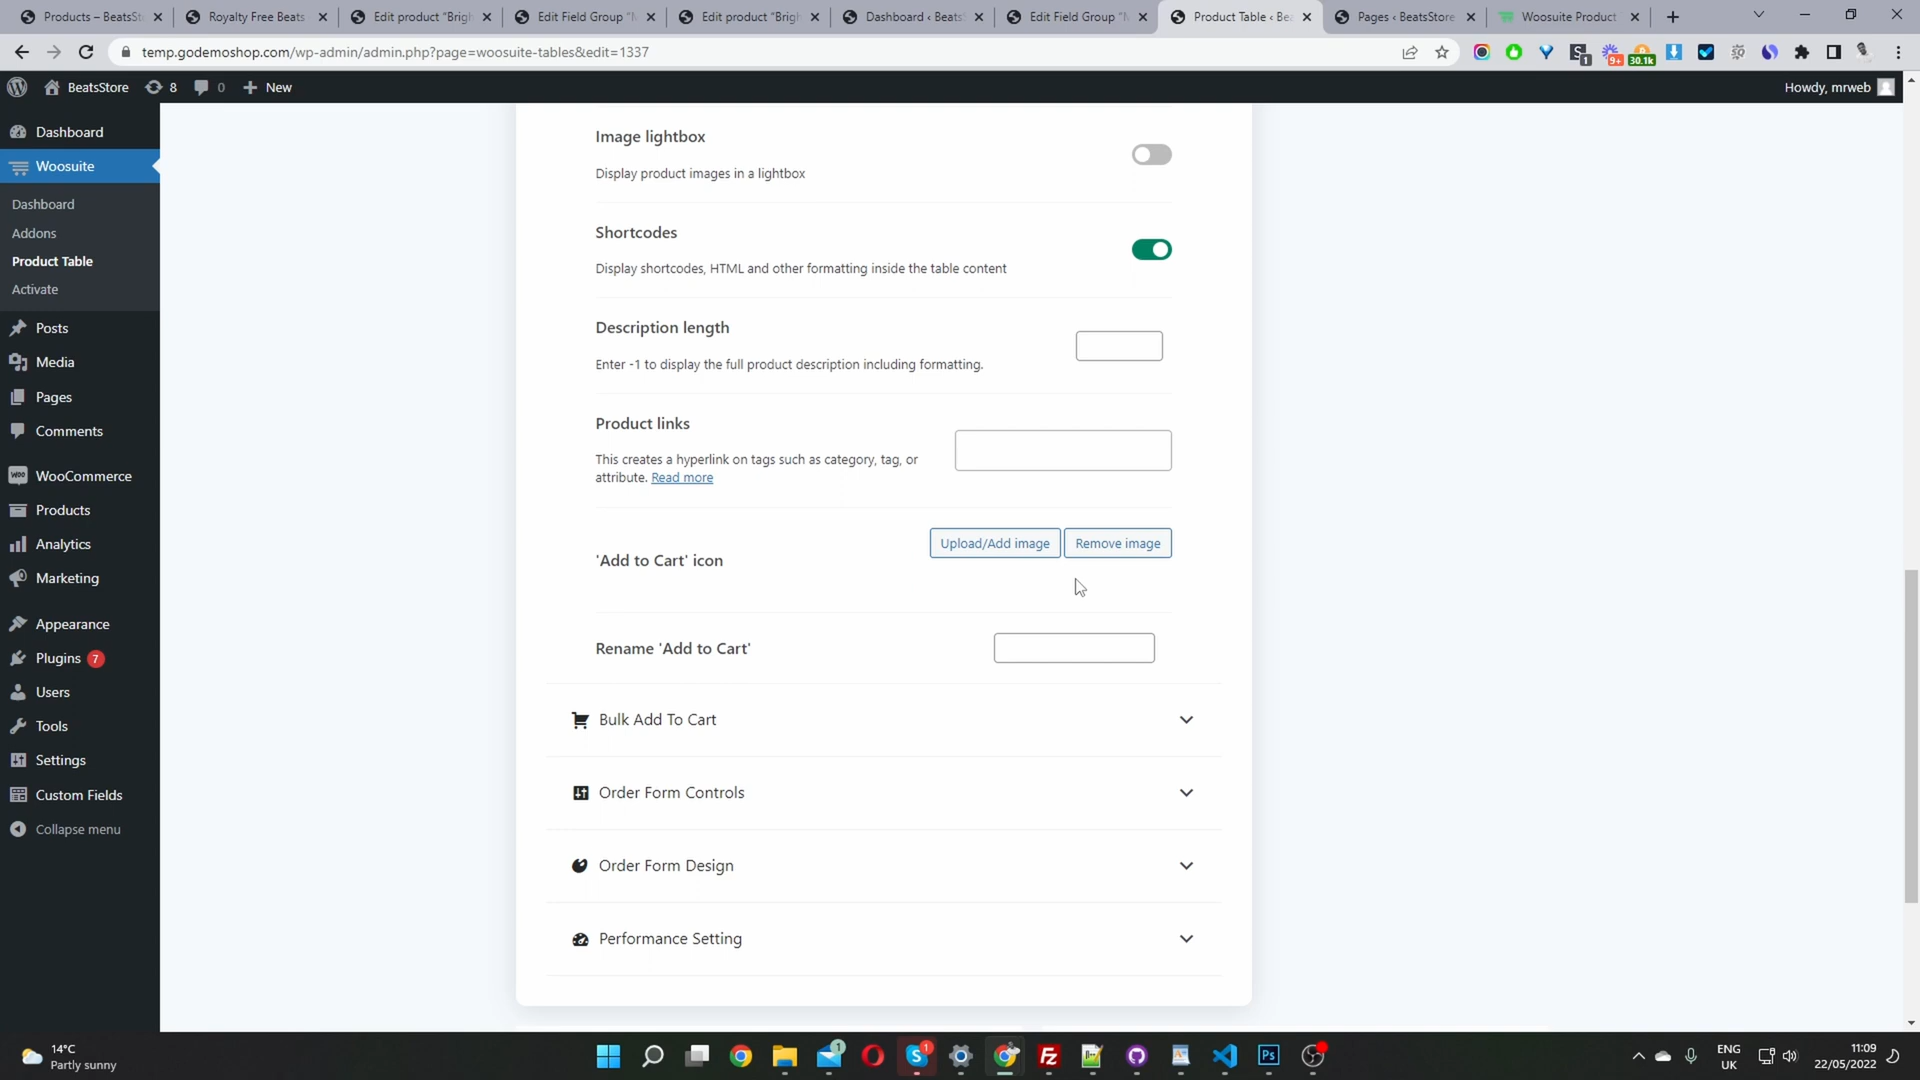 Products – BeatsSt
Royalty Free Beats
Edit product "Brigh
Edit Field Group "M
Edit product "Brigh
Dashboard ‹ Beats
Edit Field Group "M
Product Table ‹ Be
Pages ‹ BeatsStore
Woosuite Product
temp.godemoshop.com/wp-admin/admin.php?page=woosuite-tables&edit=1337
1
9+
30.1k
BeatsStore
8
0
New
Howdy, mrweb
Dashboard
Woosuite
Dashboard
Addons
Product Table
Activate
Posts
Media
Pages
Comments
WooCommerce
Products
Analytics
Marketing
Appearance
Plugins 7
Users
Tools
Settings
Custom Fields
Collapse menu
Image lightbox
Display product images in a lightbox
Shortcodes
Display shortcodes, HTML and other formatting inside the table content
Description length
Enter -1 to display the full product description including formatting.
Product links
This creates a hyperlink on tags such as category, tag, or
attribute. Read more
'Add to Cart' icon
Upload/Add image
Remove image
Rename 'Add to Cart'
Bulk Add To Cart
Order Form Controls
Order Form Design
Performance Setting
14°C
Partly sunny
1
1
ENG
UK
11:09
22/05/2022